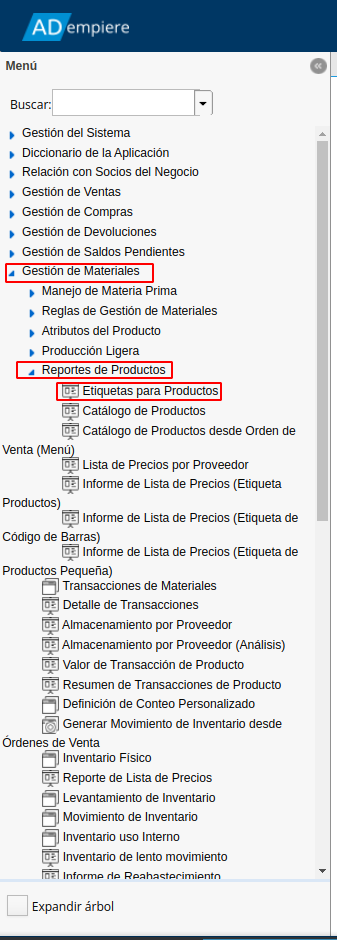 ADempiere
Menú
Buscar:
Gestión del Sistema
Diccionario de la Aplicación
Relación con Socios del Negocio
Gestión de Ventas
Gestión de Compras
Gestión de Devoluciones
Gestión de Saldos Pendientes
Gestión de Materiales
Manejo de Materia Prima
Reglas de Gestión de Materiales
Atributos del Producto
Producción Ligera
Reportes de Productos
Etiquetas para Productos
Catálogo de Productos
Catálogo de Productos desde Orden de
Venta (Menú)
Lista de Precios por Proveedor
Informe de Lista de Precios (Etiqueta
Productos)
Informe de Lista de Precios (Etiqueta de
Código de Barras)
Informe de Lista de Precios (Etiqueta de
Productos Pequeña)
Transacciones de Materiales
Detalle de Transacciones
Almacenamiento por Proveedor
Almacenamiento por Proveedor (Análisis)
Valor de Transacción de Producto
Resumen de Transacciones de Producto
Definición de Conteo Personalizado
Generar Movimiento de Inventario desde
Órdenes de Venta
Inventario Físico
Reporte de Lista de Precios
Levantamiento de Inventario
Movimiento de Inventario
Inventario uso Interno
Inventario de lento movimiento
Informe de Reabastecimiento
Expandir árbol